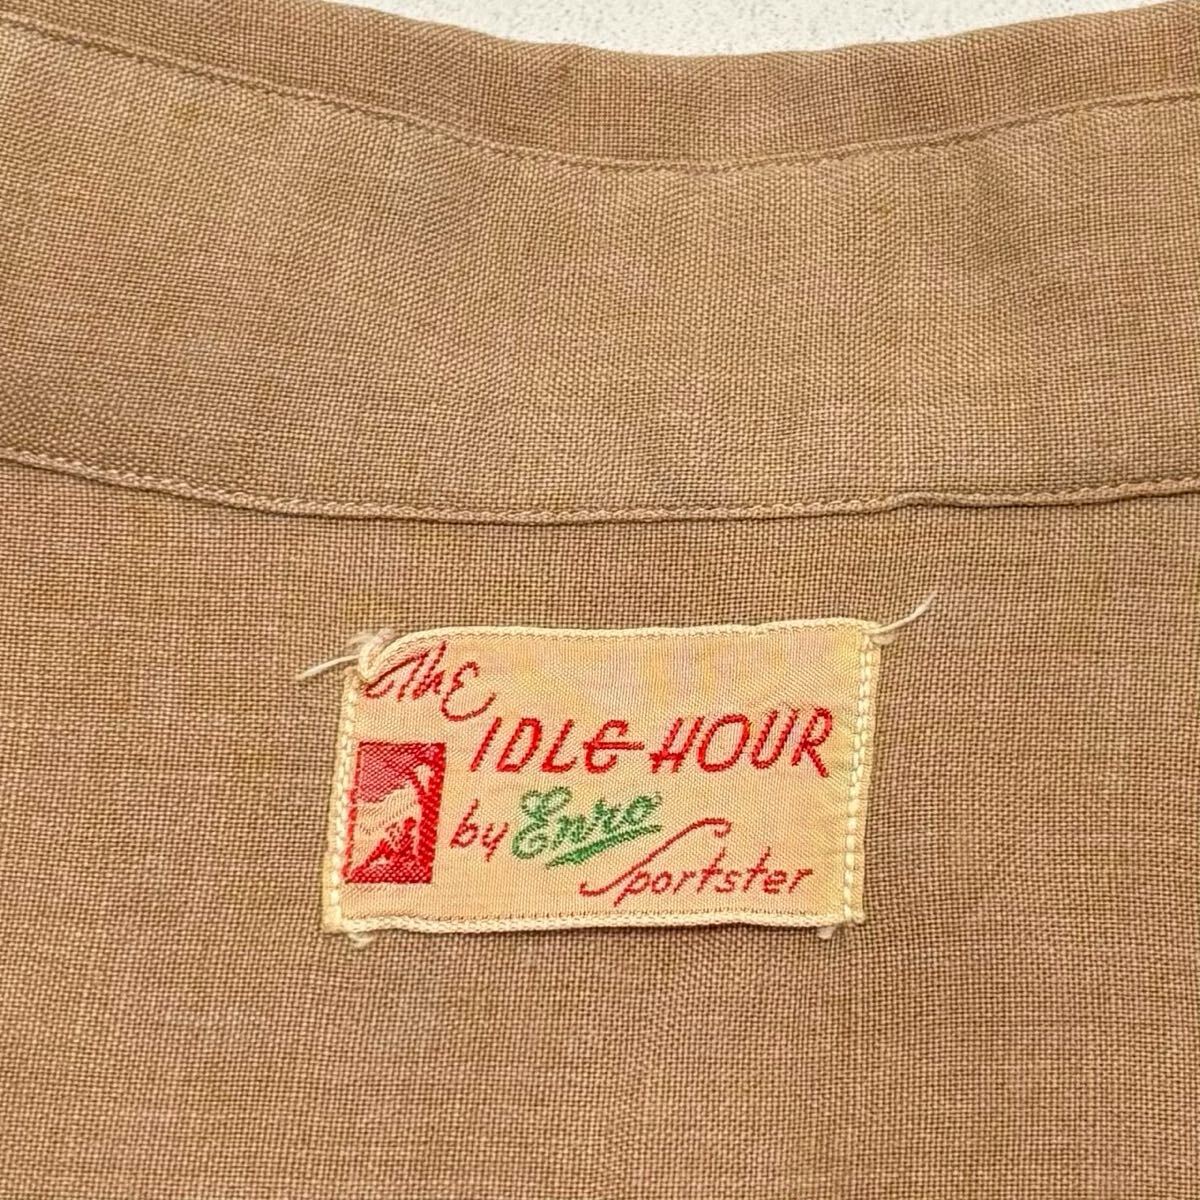 The
IDLE-HOUR
by Enro
Sportster